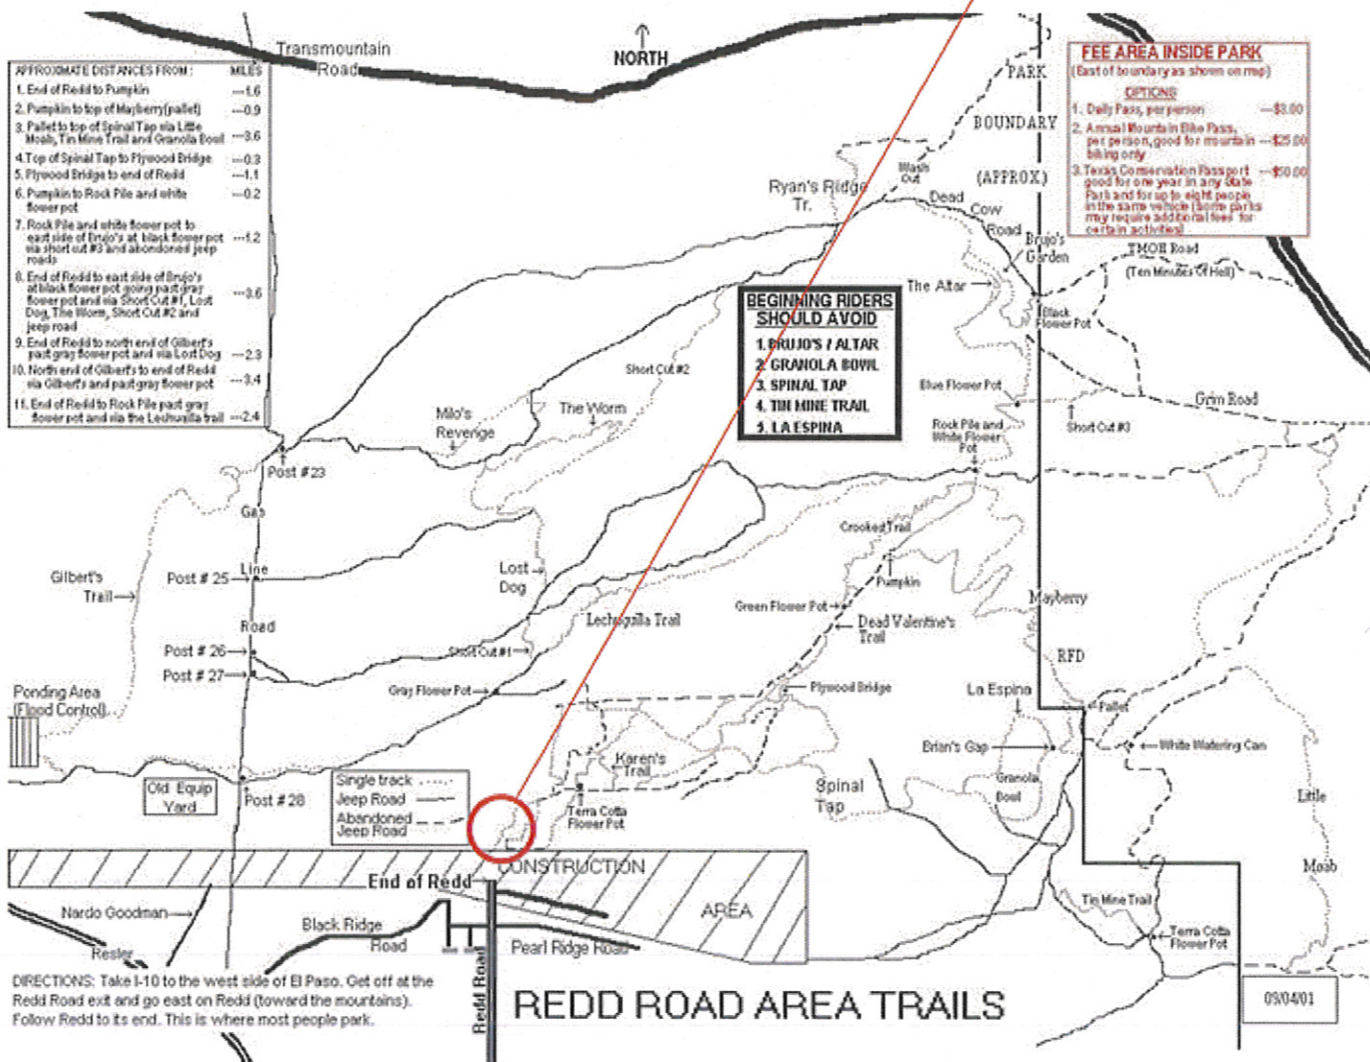 Transmountain
Road
NORTH
APPROXIMATE DISTANCES FROM: MILES
1. End of Redd to Pumpkin ---1.6
2. Pumpkin to top of Mayberry(pallet) ---0.9
3. Pallet to top of Spinal Tap via Little
Moab, Tin Mine Trail and Granola Bowl ---3.6
4. Top of Spinal Tap to Plywood Bridge ---0.3
5. Plywood Bridge to end of Redd ---1.1
6. Pumpkin to Rock Pile and white
flower pot ---0.2
7. Rock Pile and white flower pot to
east side of Brujo's at black flower pot
via short cut #3 and abandoned jeep
roads ---1.2
8. End of Redd to east side of Brujo's
at black flower pot going past gray
flower pot and via Short Cut #1, Lost
Dog, The Worm, Short Cut #2 and
jeep road ---3.6
9. End of Redd to north end of Gilbert's
past gray flower pot and via Lost Dog ---2.3
10. North end of Gilbert's to end of Redd
via Gilbert's and past gray flower pot ---3.4
11. End of Redd to Rock Pile past gray
flower pot and via the Lechugilla trail ---2.4
FEE AREA INSIDE PARK
(East of boundary as shown on map)
OPTIONS
1. Daily Pass, per person ---$3.00
2. Annual Mountain Bike Pass,
per person, good for mountain
biking only ---$25.00
3. Texas Conservation Passport
good for one year in any State
Park and for up to eight people
in the same vehicle (some parks
may require additional fees for
certain activities) ---$50.00
PARK
BOUNDARY
(APPROX)
Wash
Out
Ryan's Ridge
Tr.
Dead
Cow
Road
Brujo's
Garden
TMOH Road
(Ten Minutes Of Hell)
The Altar
Black
Flower Pot
BEGINNING RIDERS
SHOULD AVOID
1. BRUJO'S / ALTAR
2. GRANOLA BOWL
3. SPINAL TAP
4. TIN MINE TRAIL
5. LA ESPINA
Short Cut #2
Blue Flower Pot
Grim Road
Short Cut #3
Milo's
Revenge
The Worm
Rock Pile and
White Flower
Pot
Post #23
Gas
Line
Road
Crooked Trail
Gilbert's
Trail
Post # 25
Lost
Dog
Pumpkin
Green Flower Pot
Mayberry
Lechugilla Trail
Dead Valentine's
Trail
Post # 26
Short Cut #1
RFD
Post # 27
Gray Flower Pot
Plywood Bridge
La Espina
Pallet
Ponding Area
(Flood Control)
Brian's Gap
White Watering Can
Karen's
Trail
Granola
Bowl
Spinal
Tap
Little
Moab
Old Equip
Yard
Post # 28
Single track
Jeep Road
Abandoned
Jeep Road
Terra Cotta
Flower Pot
CONSTRUCTION
AREA
End of Redd
Tin Mine Trail
Terra Cotta
Flower Pot
Nardo Goodman
Resler
Black Ridge
Road
Pearl Ridge Road
Redd Road
DIRECTIONS: Take I-10 to the west side of El Paso. Get off at the
Redd Road exit and go east on Redd (toward the mountains).
Follow Redd to its end. This is where most people park.
REDD ROAD AREA TRAILS
09/04/01